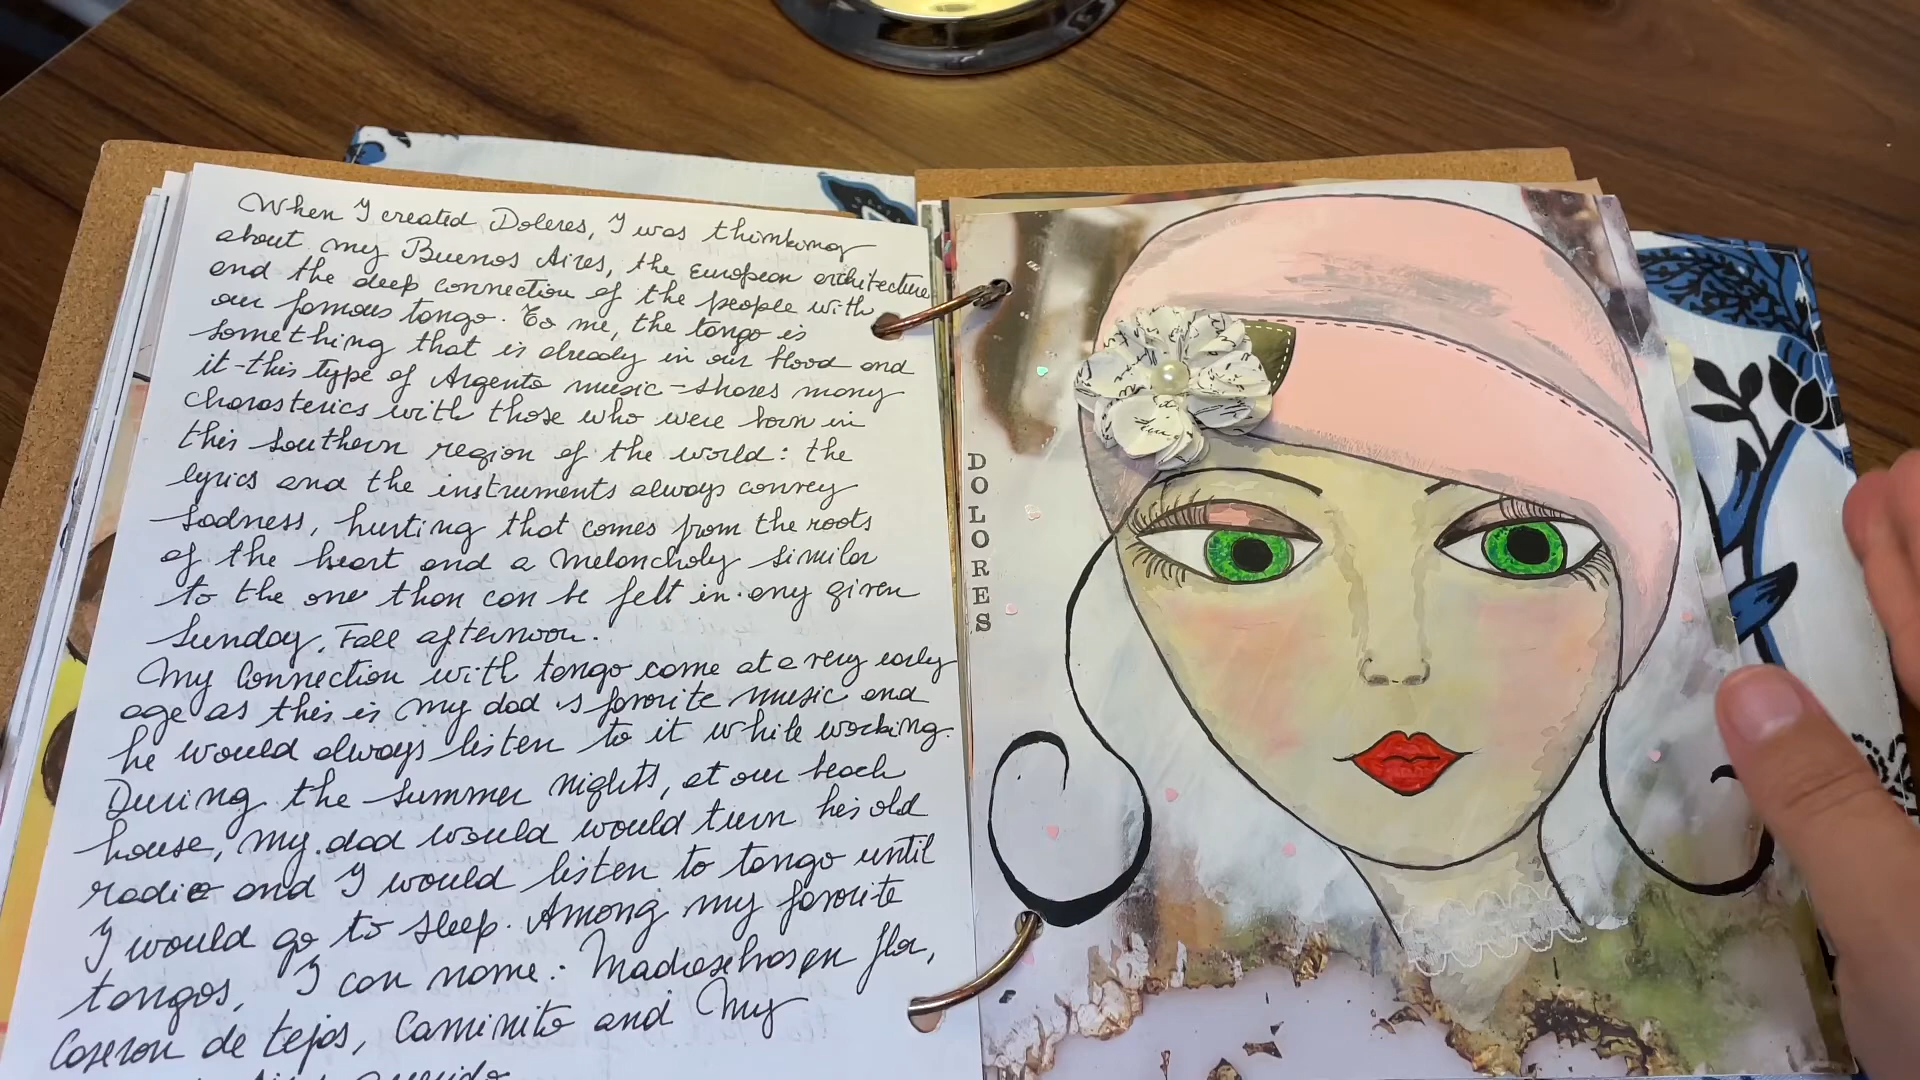 When I created Dolores, I was thinking
about my Buenos Aires, the European architecture
and the deep connection of the people with
our famous tango. To me, the tango is
something that is already in our blood and
it-this type of Argento music-shares many
charasterics with those who were born in
this southern region of the world: the
lyrics and the instruments always convey
sadness, hurting that comes from the roots
of the heart and a melancholy similar
to the one than can be felt in any given
Sunday, Fall afternoon.
My connection with tango come at a very early
age as this is my dad's favorite music and
he would always listen to it while working.
During the summer nights, at our beach
house, my dad would would turn his old
radio and I would listen to tango until
I would go to sleep. Among my favorite
tangos, I can name: Madreselvas en flor,
Caseron de tejas, Caminito and My
querido
DOLORES